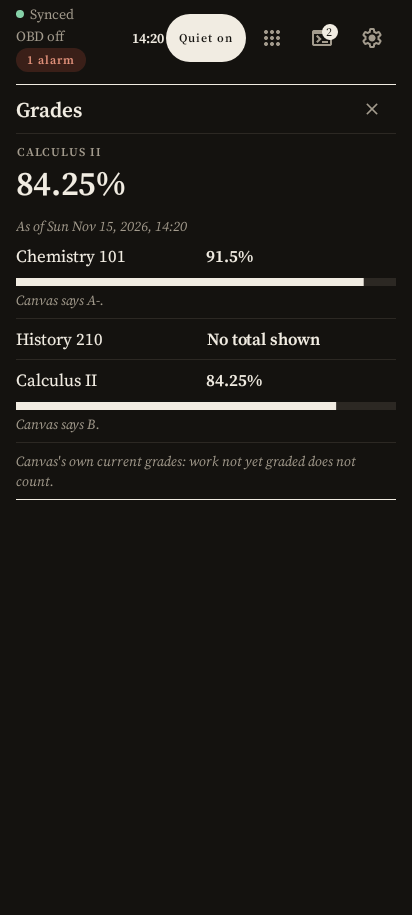 Synced
OBD off
1 alarm
14:20
Quiet on
2
Grades
CALCULUS II
84.25%
As of Sun Nov 15, 2026, 14:20
Chemistry 101 91.5%
Canvas says A-.
History 210 No total shown
Calculus II 84.25%
Canvas says B.
Canvas's own current grades: work not yet graded does not
count.